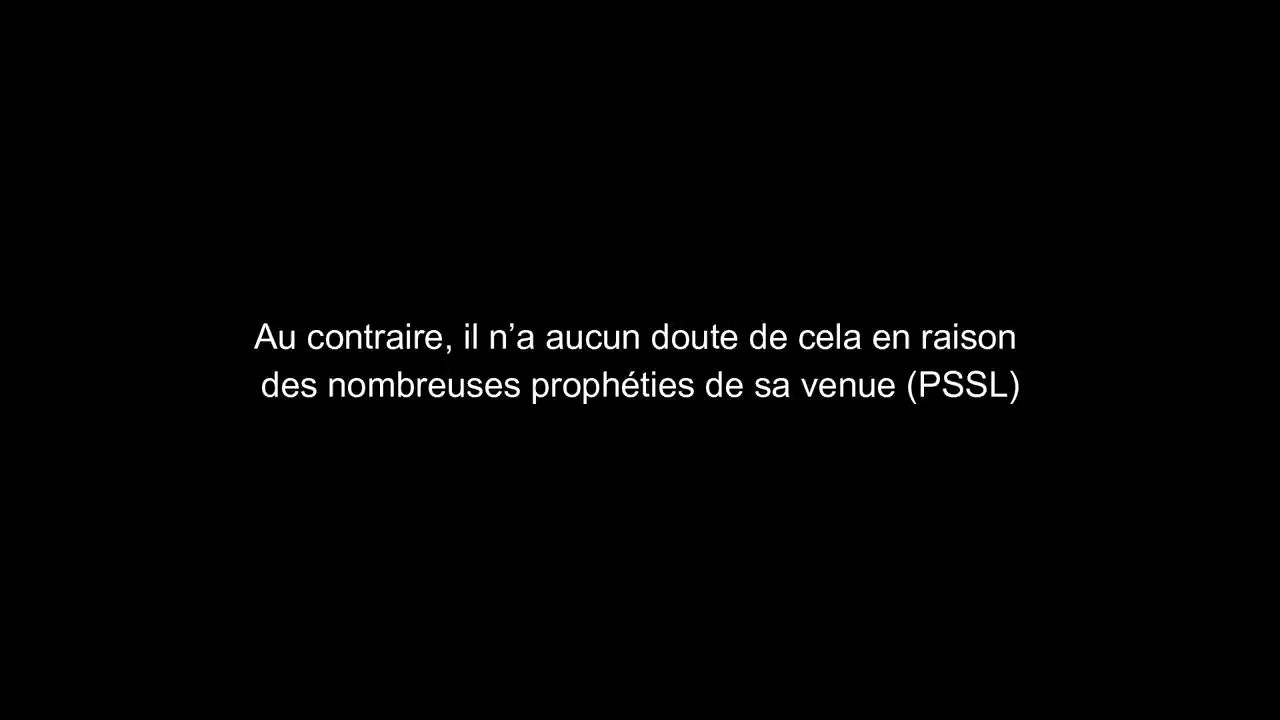 Au contraire, il n’a aucun doute de cela en raison
des nombreuses prophéties de sa venue (PSSL)